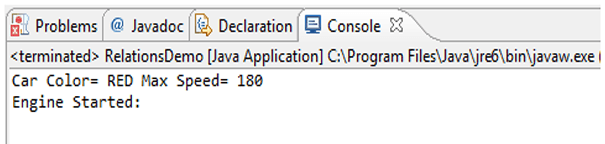 Problems @ Javadoc Declaration Console
<terminated> RelationsDemo [Java Application] C:\Program Files\Java\jre6\bin\javaw.exe (
Car Color= RED Max Speed= 180
Engine Started: